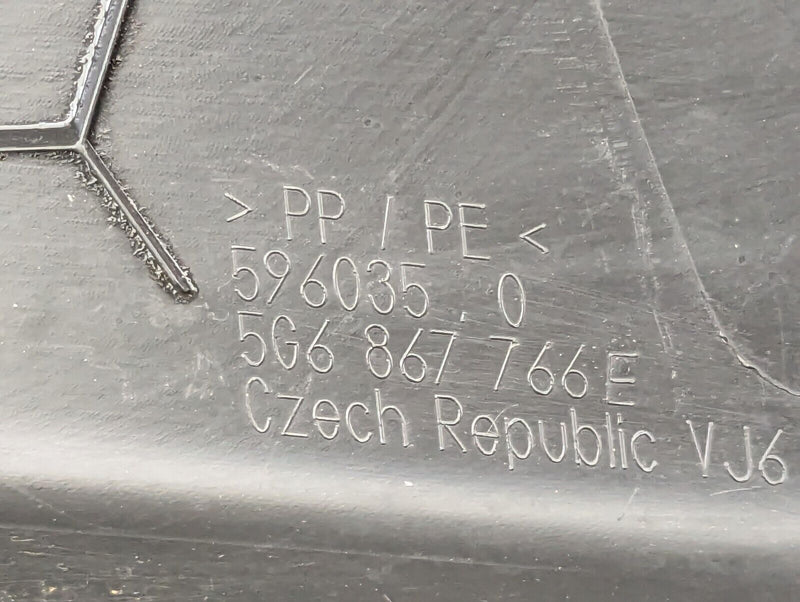 > PP / PE <
596035.0
5G6 867 766 E
Czech Republic VJ6